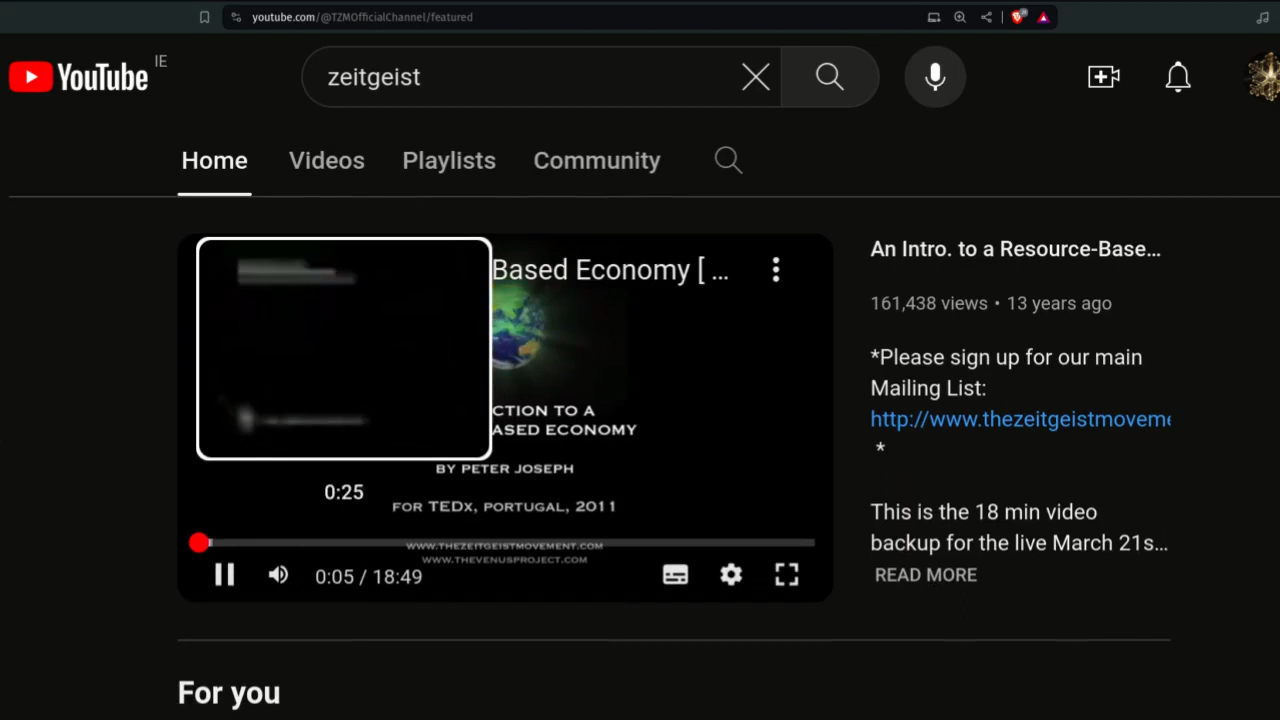 youtube.com/@TZMOfficialChannel/featured
YouTube IE
zeitgeist
Home Videos Playlists Community
Based Economy [ ...
CTION TO A
ASED ECONOMY
BY PETER JOSEPH
FOR TEDx, PORTUGAL, 2011
0:25
WWW.THEZEITGEISTMOVEMENT.COM
WWW.THEVENUSPROJECT.COM
0:05 / 18:49
An Intro. to a Resource-Base...
161,438 views • 13 years ago
*Please sign up for our main
Mailing List:
http://www.thezeitgeistmoveme
*
This is the 18 min video
backup for the live March 21s...
READ MORE
For you